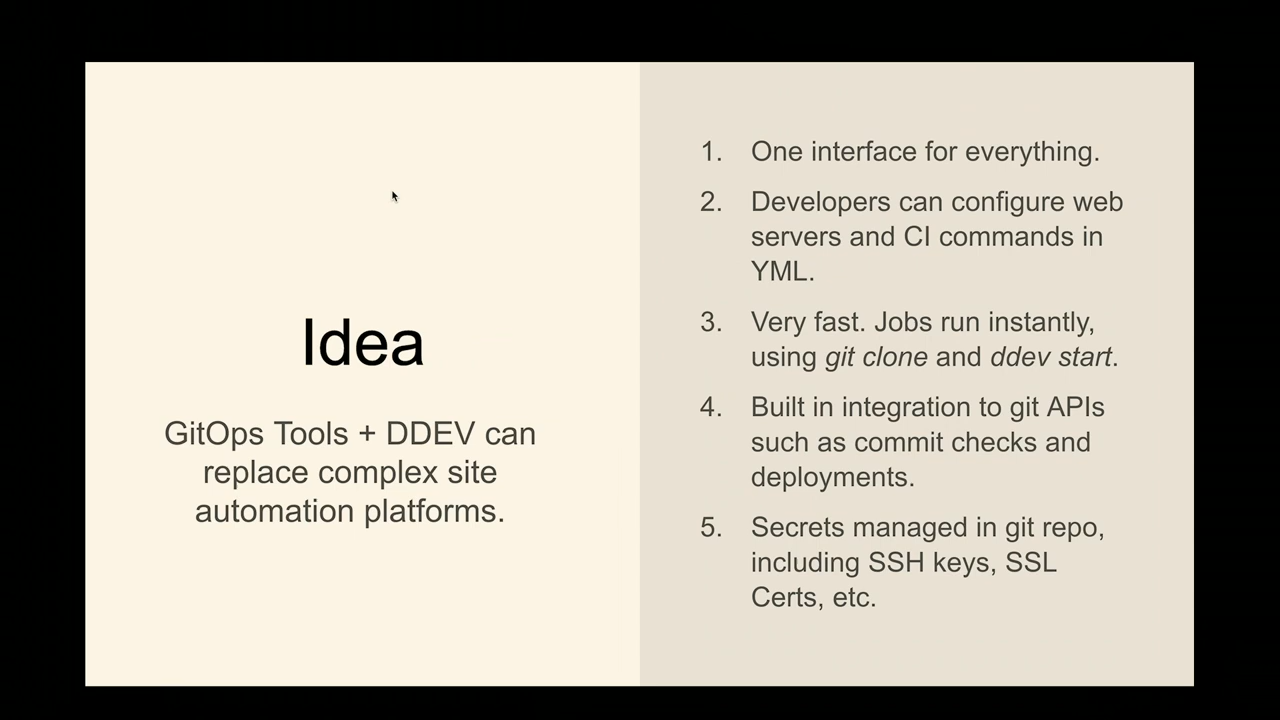 Idea
GitOps Tools + DDEV can
replace complex site
automation platforms.
1. One interface for everything.
2. Developers can configure web
servers and CI commands in
YML.
3. Very fast. Jobs run instantly,
using git clone and ddev start.
4. Built in integration to git APIs
such as commit checks and
deployments.
5. Secrets managed in git repo,
including SSH keys, SSL
Certs, etc.